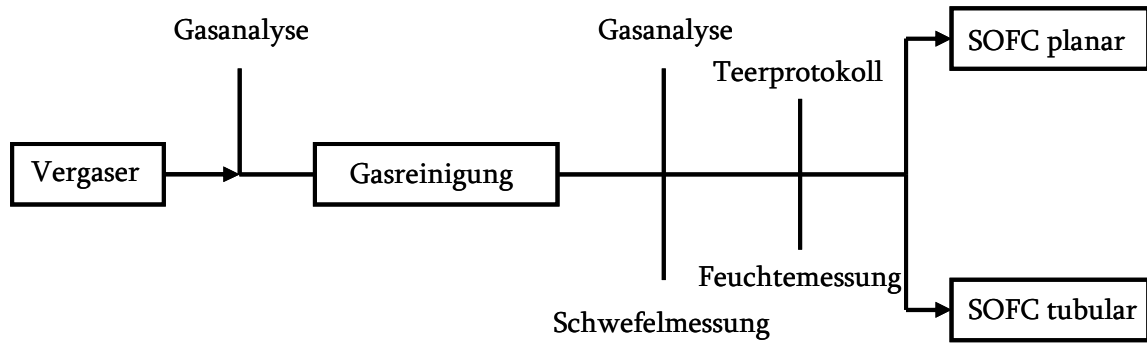 Gasanalyse
Gasanalyse
Teerprotokoll
SOFC planar
Vergaser
Gasreinigung
Feuchtemessung
Schwefelmessung
SOFC tubular